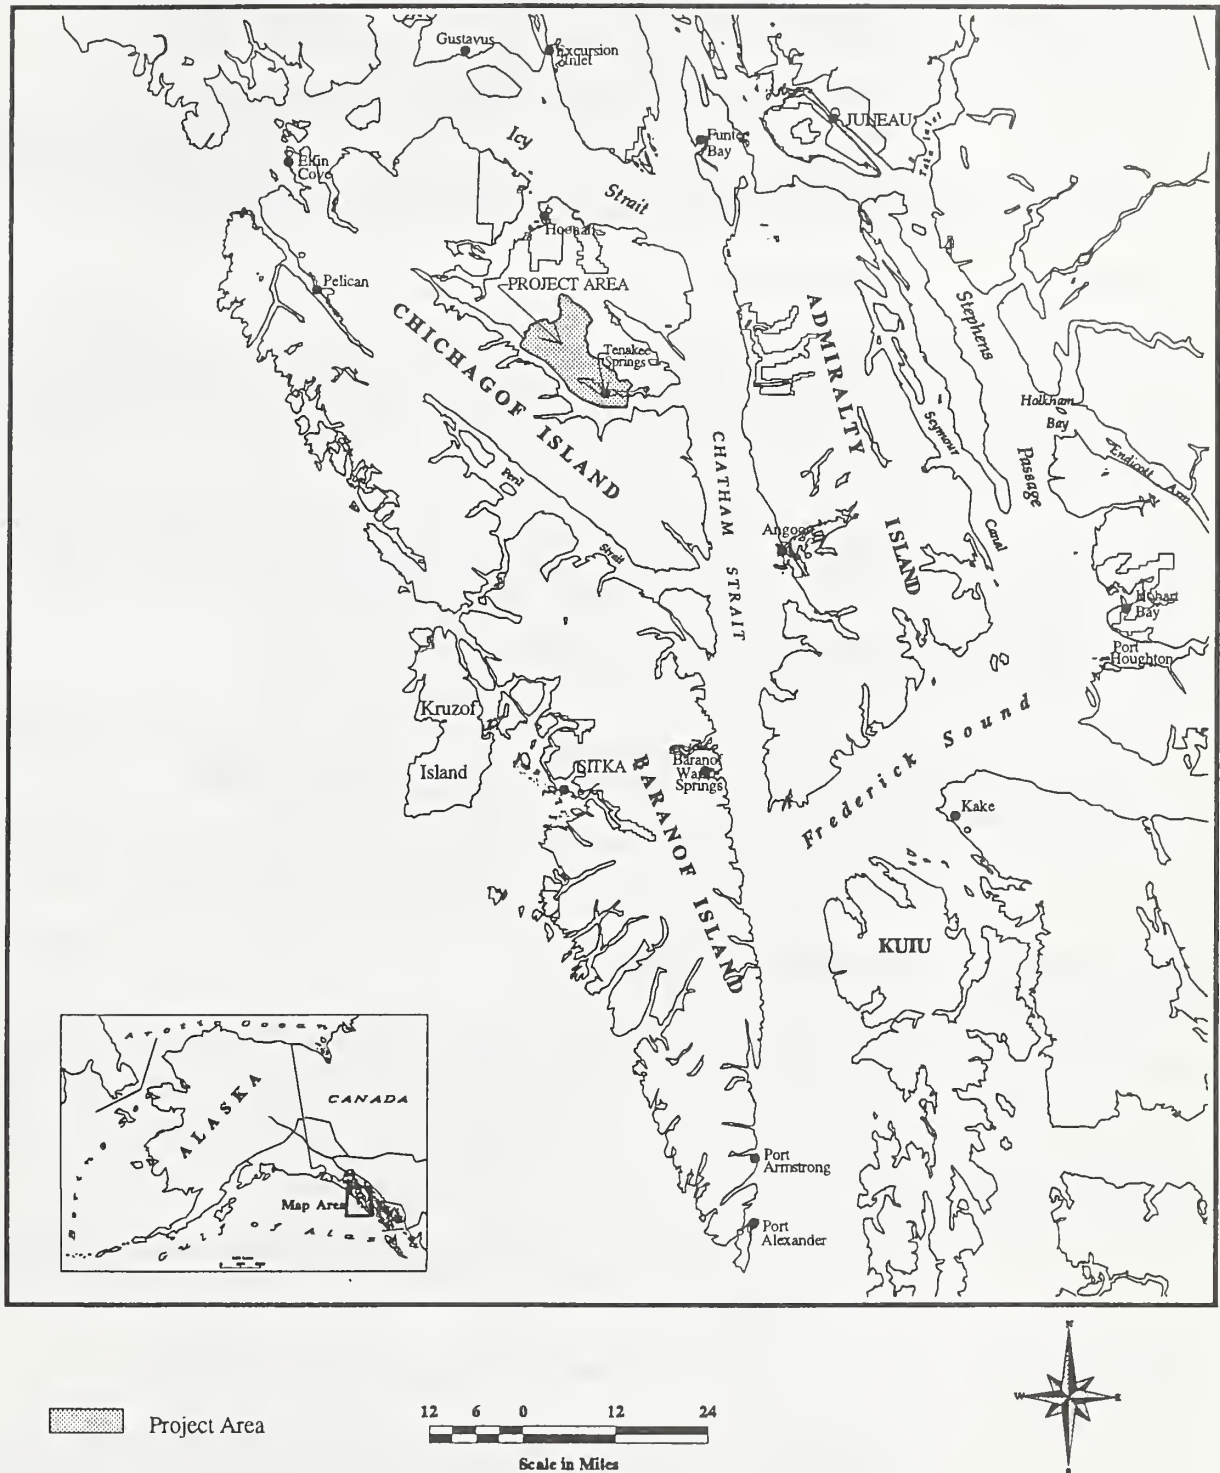 Gustavus
Excursion
Inlet
Icy
Strait
Funter
Bay
JUNEAU
Taku Inlet
Elfin
Cove
Hoonah
Pelican
PROJECT AREA
Tenakee
Springs
CHICHAGOF ISLAND
ADMIRALTY
ISLAND
Stephens
Passage
Seymour
Canal
Holkham
Bay
Endicott Arm
Peril
Strait
CHATHAM STRAIT
Angoon
Hobart
Bay
Port
Houghton
Kruzof
Island
SITKA
Baranof
Warm
Springs
BARANOF ISLAND
Frederick Sound
Kake
KUIU
Port
Armstrong
Port
Alexander
Arctic Ocean
ALASKA
CANADA
Map Area
Gulf of Alas
N
W
E
Project Area
12 6 0 12 24
Scale in Miles